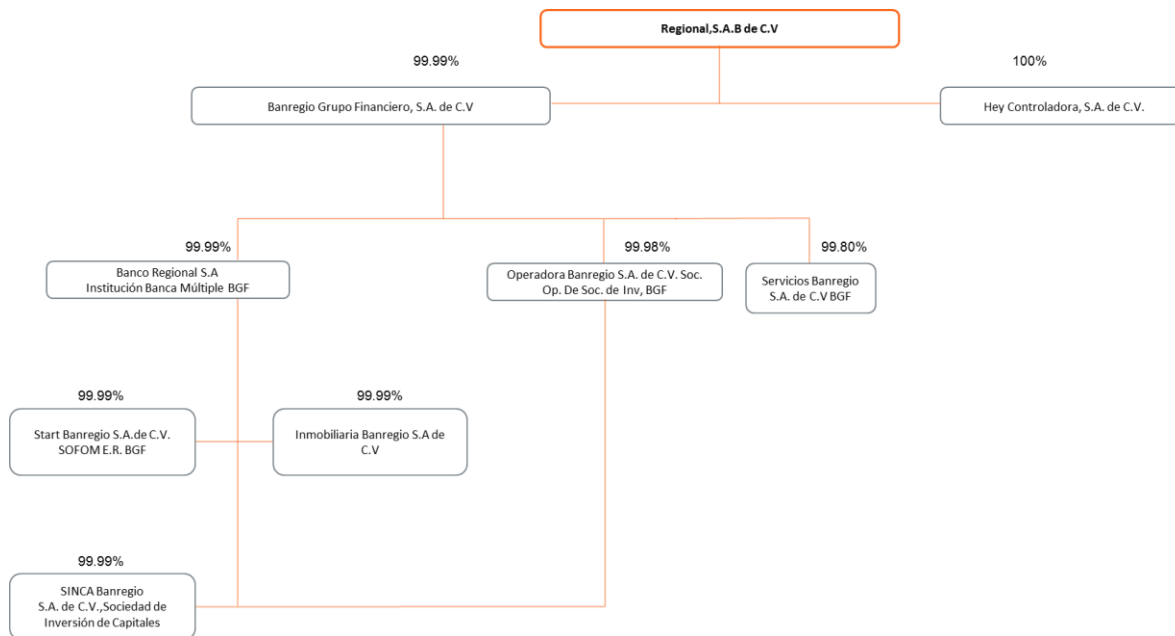 Regional,S.A.B de C.V
99.99%
100%
Banregio Grupo Financiero, S.A. de C.V
Hey Controladora, S.A. de C.V.
99.99%
99.98%
99.80%
Banco Regional S.A
Institución Banca Múltiple BGF
Operadora Banregio S.A. de C.V. Soc.
Op. De Soc. de Inv, BGF
Servicios Banregio
S.A. de C.V BGF
99.99%
99.99%
Start Banregio S.A.de C.V.
SOFOM E.R. BGF
Inmobiliaria Banregio S.A de
C.V
99.99%
SINCA Banregio
S.A. de C.V.,Sociedad de
Inversión de Capitales